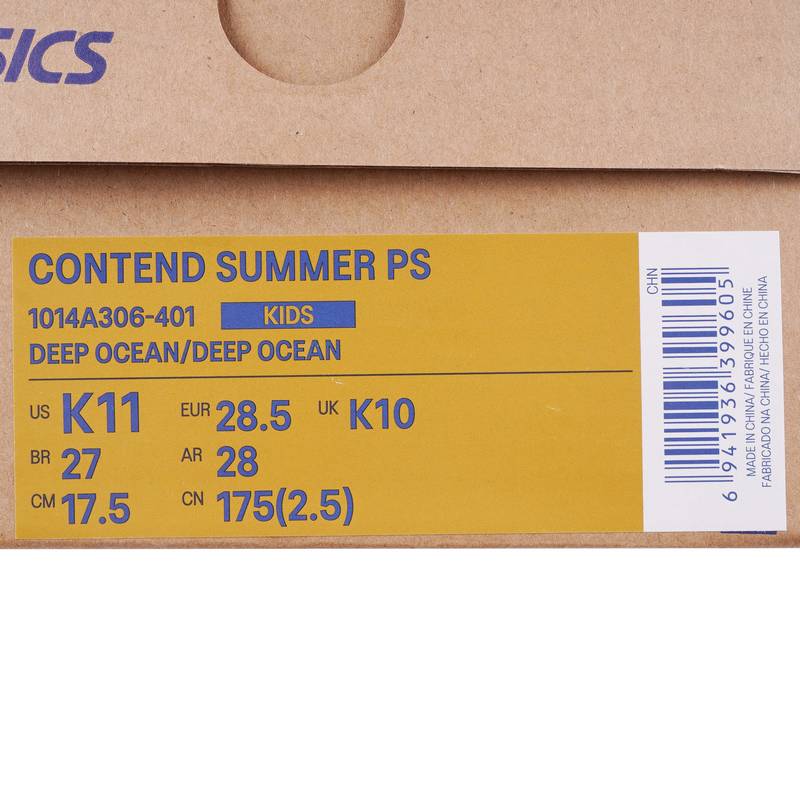 SICS
CONTEND SUMMER PS
1014A306-401 KIDS
DEEP OCEAN/DEEP OCEAN
US K11 EUR 28.5 UK K10
BR 27 AR 28
CM 17.5 CN 175(2.5)
CHN
6 941936 399605
MADE IN CHINA/ FABRIQUE EN CHINE
FABRICADO NA CHINA/ HECHO EN CHINA